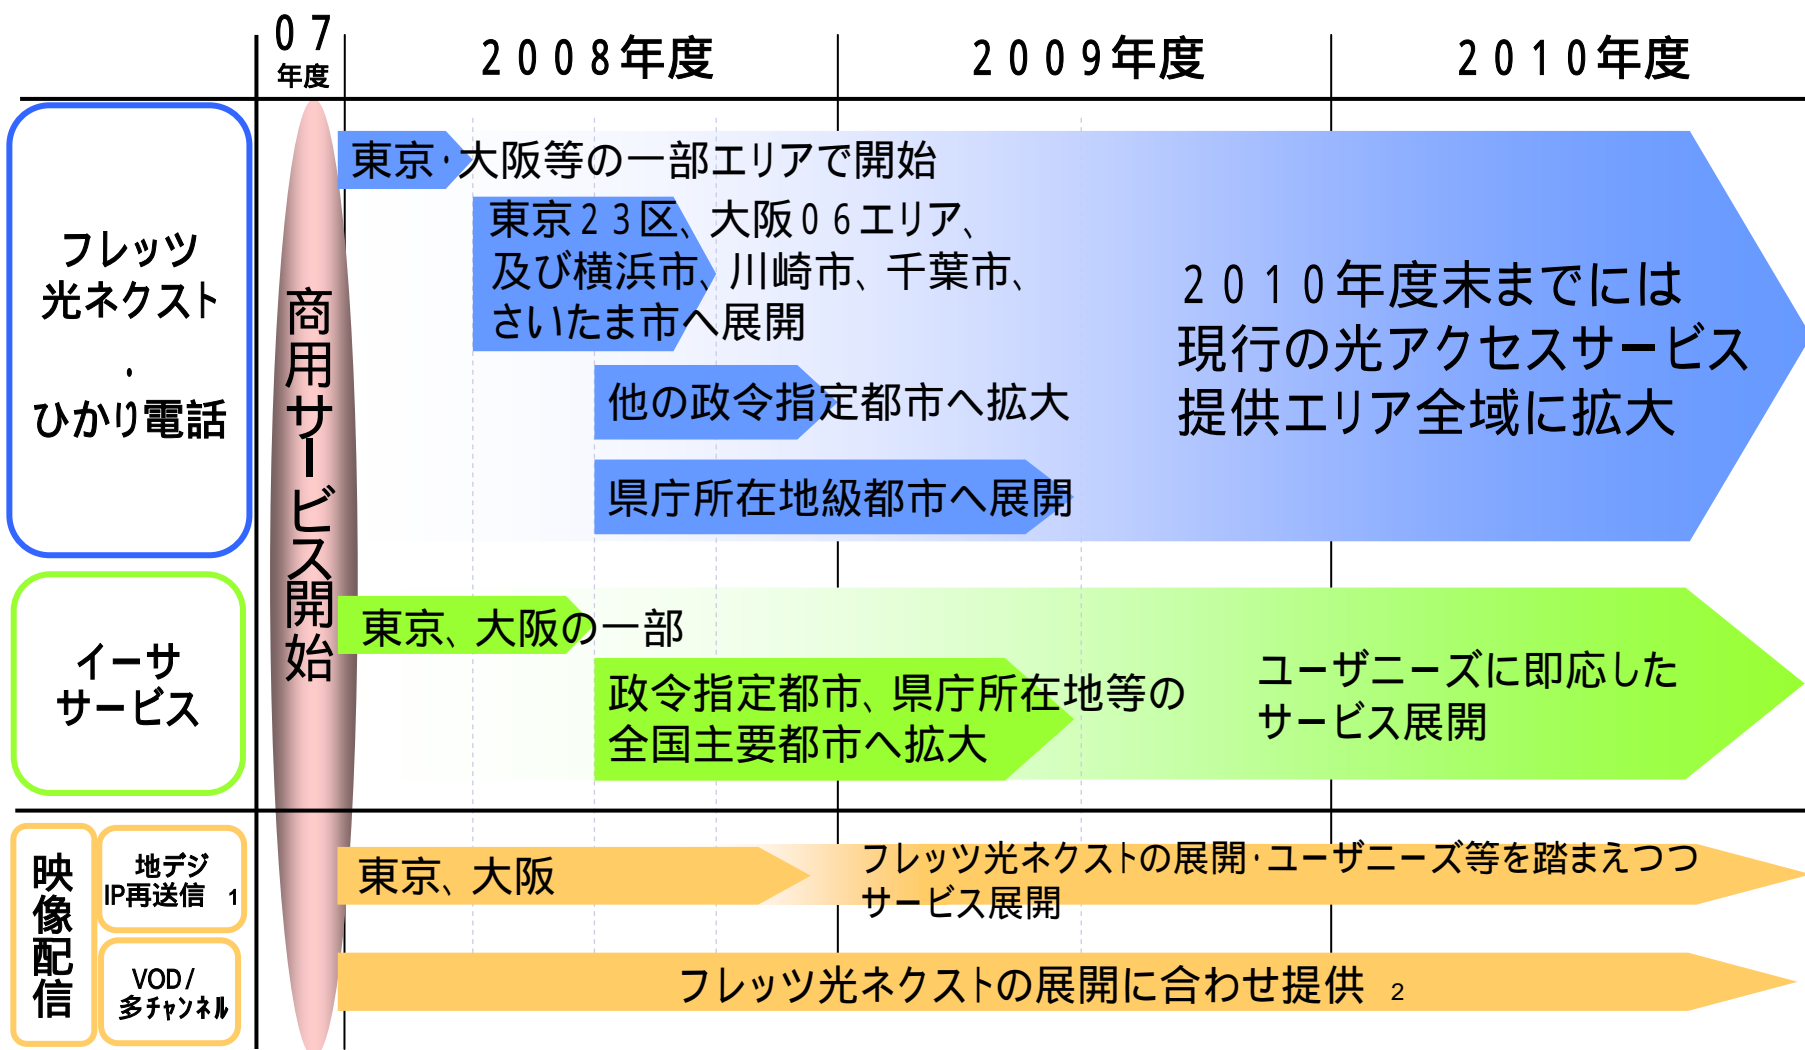 ０７
年度
２００８年度
２００９年度
２０１０年度
フレッツ
光ネクスト
・
ひかり電話
商用サービス開始
東京・大阪等の一部エリアで開始
東京２３区、大阪０６エリア、
及び横浜市、川崎市、千葉市、
さいたま市へ展開
他の政令指定都市へ拡大
県庁所在地級都市へ展開
２０１０年度末までには
現行の光アクセスサービス
提供エリア全域に拡大
イーサ
サービス
東京、大阪の一部
政令指定都市、県庁所在地等の
全国主要都市へ拡大
ユーザニーズに即応した
サービス展開
映像配信
地デジ
IP再送信 1
東京、大阪
フレッツ光ネクストの展開・ユーザニーズ等を踏まえつつ
サービス展開
VOD/
多チャンネル
フレッツ光ネクストの展開に合わせ提供 2